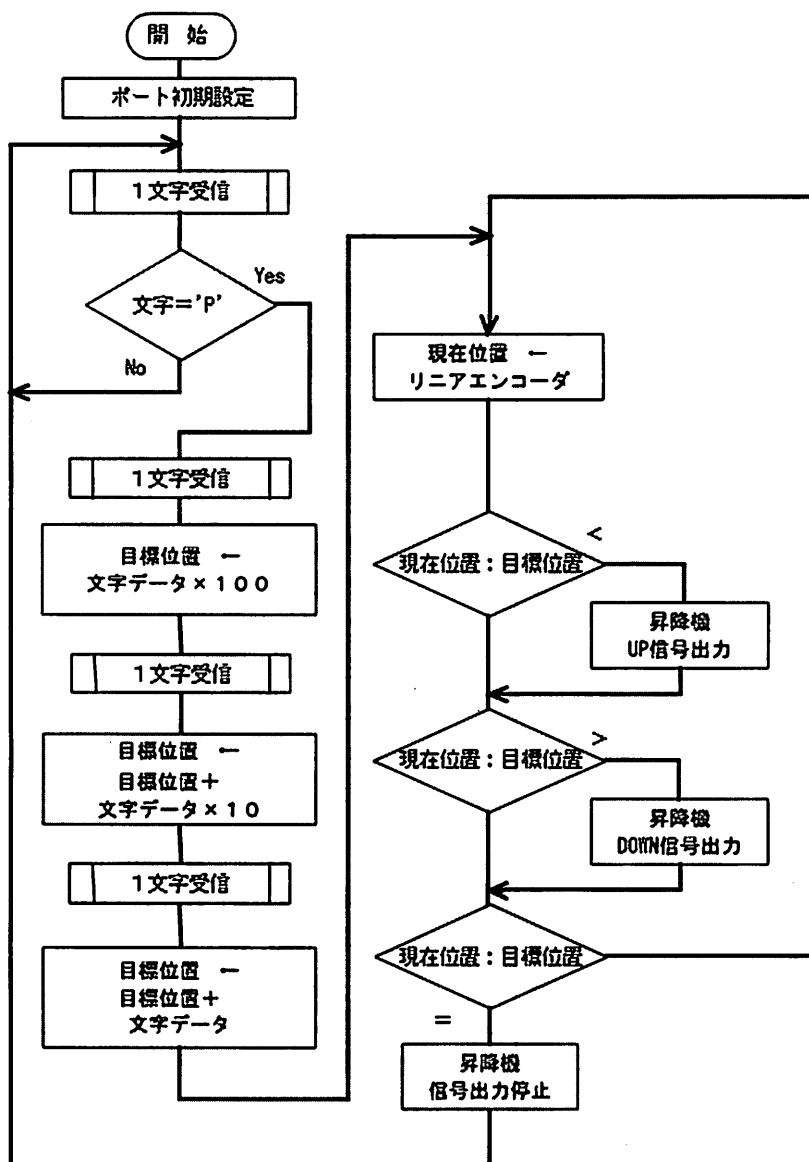 開 始
ポート初期設定
1文字受信
文字='P'
Yes
No
1文字受信
目標位置 ←
文字データ×100
1文字受信
目標位置 ←
目標位置+
文字データ×10
1文字受信
目標位置 ←
目標位置+
文字データ
現在位置 ←
リニアエンコーダ
現在位置:目標位置
<
昇降機
UP信号出力
現在位置:目標位置
>
昇降機
DOWN信号出力
現在位置:目標位置
=
昇降機
信号出力停止